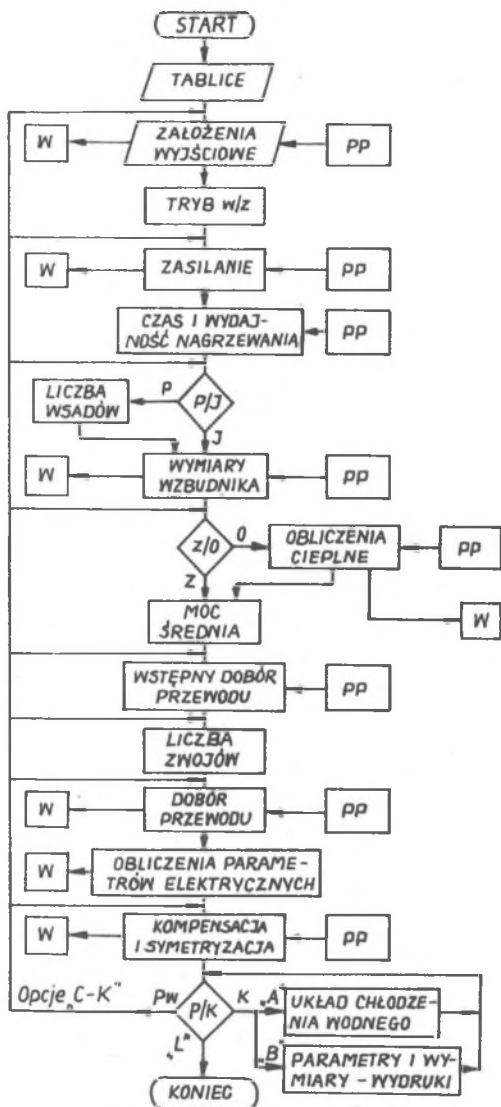 START
TABLICE
W
ZAŁOŻENIA
WYJŚCIOWE
PP
TRYB W/Z
W
ZASILANIE
PP
CZAS I WYDAJ-
NOŚĆ NAGRZEWANIA
PP
LICZBA
WSADÓW
P
P/J
J
W
WYMIARY
WZBUDNIKA
PP
Z/O
O
OBLICZENIA
CIEPLNE
PP
Z
MOC
ŚREDNIA
W
WSTĘPNY DOBÓR
PRZEWODU
PP
LICZBA
ZWOJÓW
W
DOBÓR
PRZEWODU
PP
W
OBLICZENIA PARAME-
TRÓW ELEKTRYCZNYCH
W
KOMPENSACJA
I SYMETRYZACJA
PP
Opcje „C-K"
PW
P/K
K
„A"
UKŁAD CHŁODZE-
NIA WODNEGO
„L"
„B"
PARAMETRY I WY-
MIARY - WYDRUKI
KONIEC